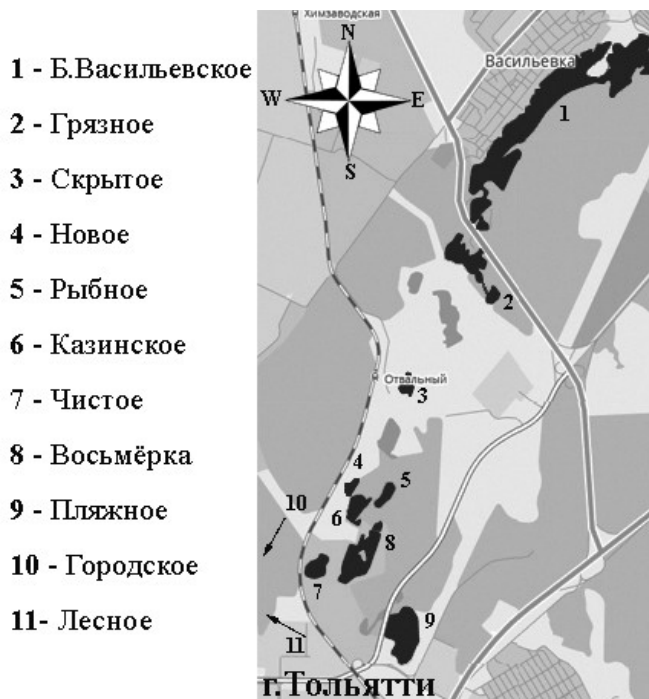 1 - Б.Васильевское
2 - Грязное
3 - Скрытое
4 - Новое
5 - Рыбное
6 - Казинское
7 - Чистое
8 - Восьмёрка
9 - Пляжное
10 - Городское
11- Лесное
Химзаводская
N
W
E
S
Васильевка
1
2
Отвальный
3
4
5
6
10
8
7
9
11
г.Тольятти